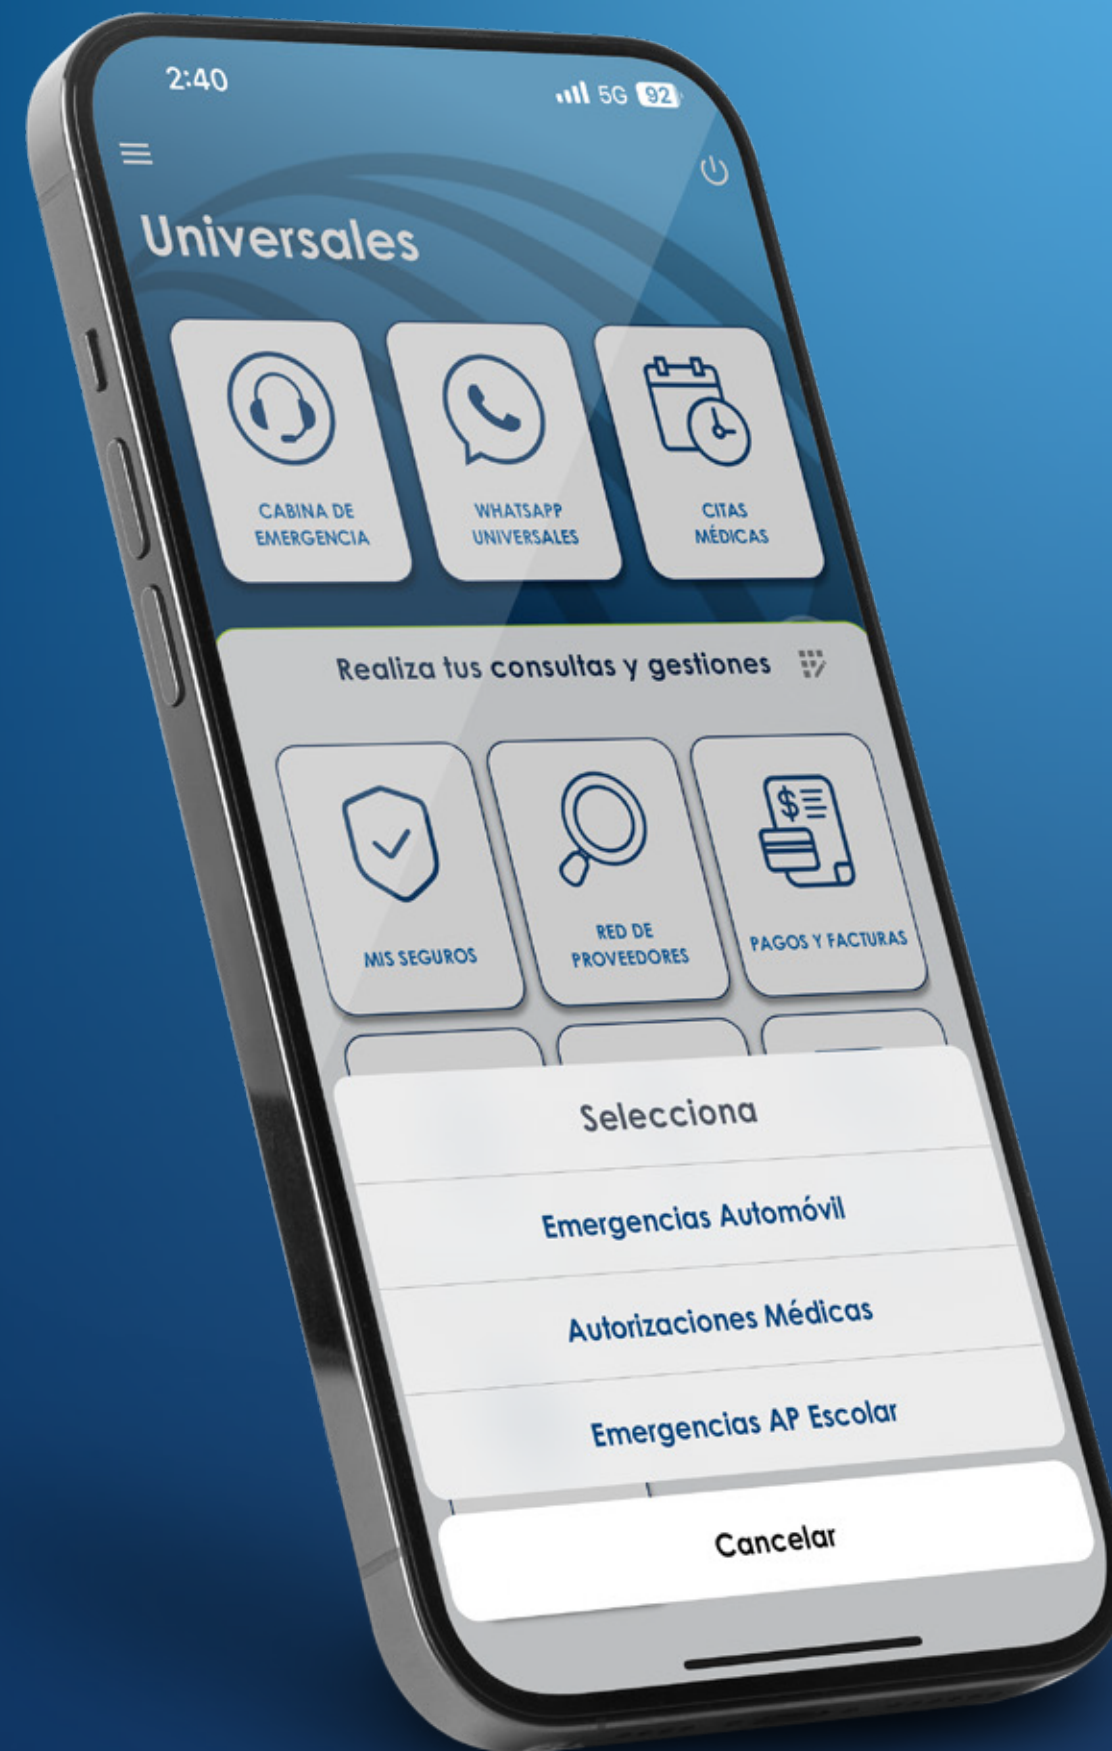 2:40
5G 92
Universales
CABINA DE
EMERGENCIA
WHATSAPP
UNIVERSALES
CITAS
MÉDICAS
Realiza tus consultas y gestiones
MIS SEGUROS
RED DE
PROVEEDORES
PAGOS Y FACTURAS
Selecciona
Emergencias Automóvil
Autorizaciones Médicas
Emergencias AP Escolar
Cancelar